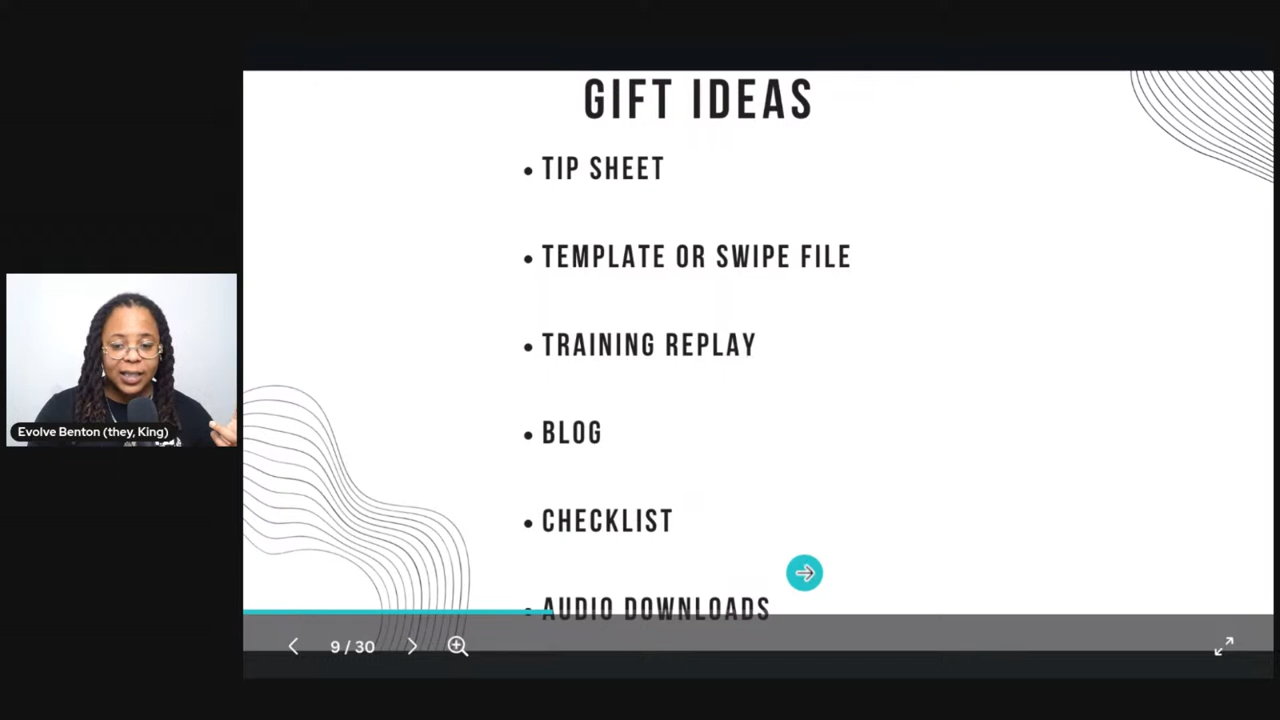 GIFT IDEAS
• TIP SHEET
• TEMPLATE OR SWIPE FILE
• TRAINING REPLAY
• BLOG
• CHECKLIST
• AUDIO DOWNLOADS
Evolve Benton (they, King)
9 / 30